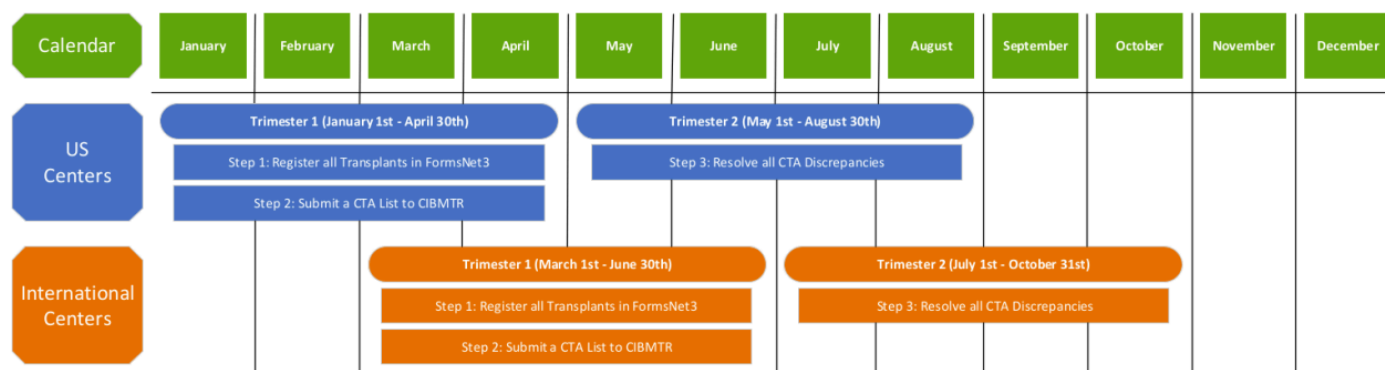 Calendar
January
February
March
April
May
June
July
August
September
October
November
December
US
Centers
Trimester 1 (January 1st - April 30th)
Trimester 2 (May 1st - August 30th)
Step 1: Register all Transplants in FormsNet3
Step 3: Resolve all CTA Discrepancies
Step 2: Submit a CTA List to CIBMTR
International
Centers
Trimester 1 (March 1st - June 30th)
Trimester 2 (July 1st - October 31st)
Step 1: Register all Transplants in FormsNet3
Step 3: Resolve all CTA Discrepancies
Step 2: Submit a CTA List to CIBMTR